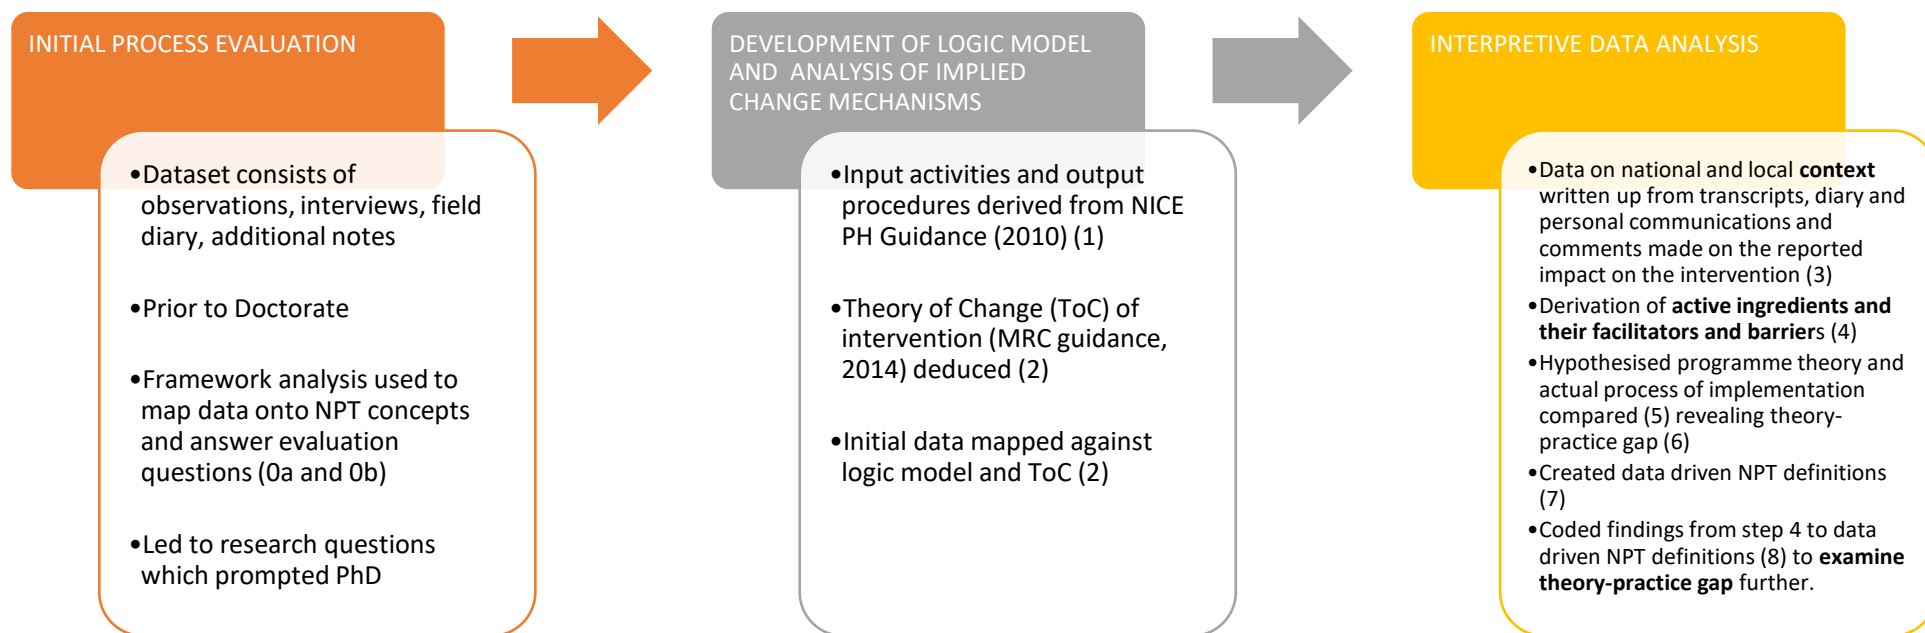 INITIAL PROCESS EVALUATION
•Dataset consists of
observations, interviews, field
diary, additional notes
•Prior to Doctorate
•Framework analysis used to
map data onto NPT concepts
and answer evaluation
questions (0a and 0b)
•Led to research questions
which prompted PhD
DEVELOPMENT OF LOGIC MODEL
AND ANALYSIS OF IMPLIED
CHANGE MECHANISMS
•Input activities and output
procedures derived from NICE
PH Guidance (2010) (1)
•Theory of Change (ToC) of
intervention (MRC guidance,
2014) deduced (2)
•Initial data mapped against
logic model and ToC (2)
INTERPRETIVE DATA ANALYSIS
•Data on national and local context
written up from transcripts, diary and
personal communications and
comments made on the reported
impact on the intervention (3)
•Derivation of active ingredients and
their facilitators and barriers (4)
•Hypothesised programme theory and
actual process of implementation
compared (5) revealing theory-
practice gap (6)
•Created data driven NPT definitions
(7)
•Coded findings from step 4 to data
driven NPT definitions (8) to examine
theory-practice gap further.